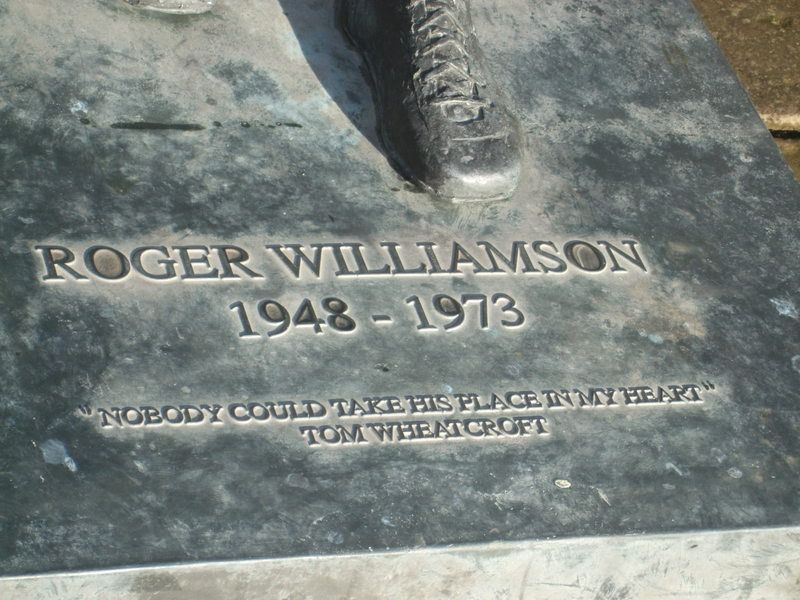 ROGER WILLIAMSON
1948 - 1973
"NOBODY COULD TAKE HIS PLACE IN MY HEART"
TOM WHEATCROFT